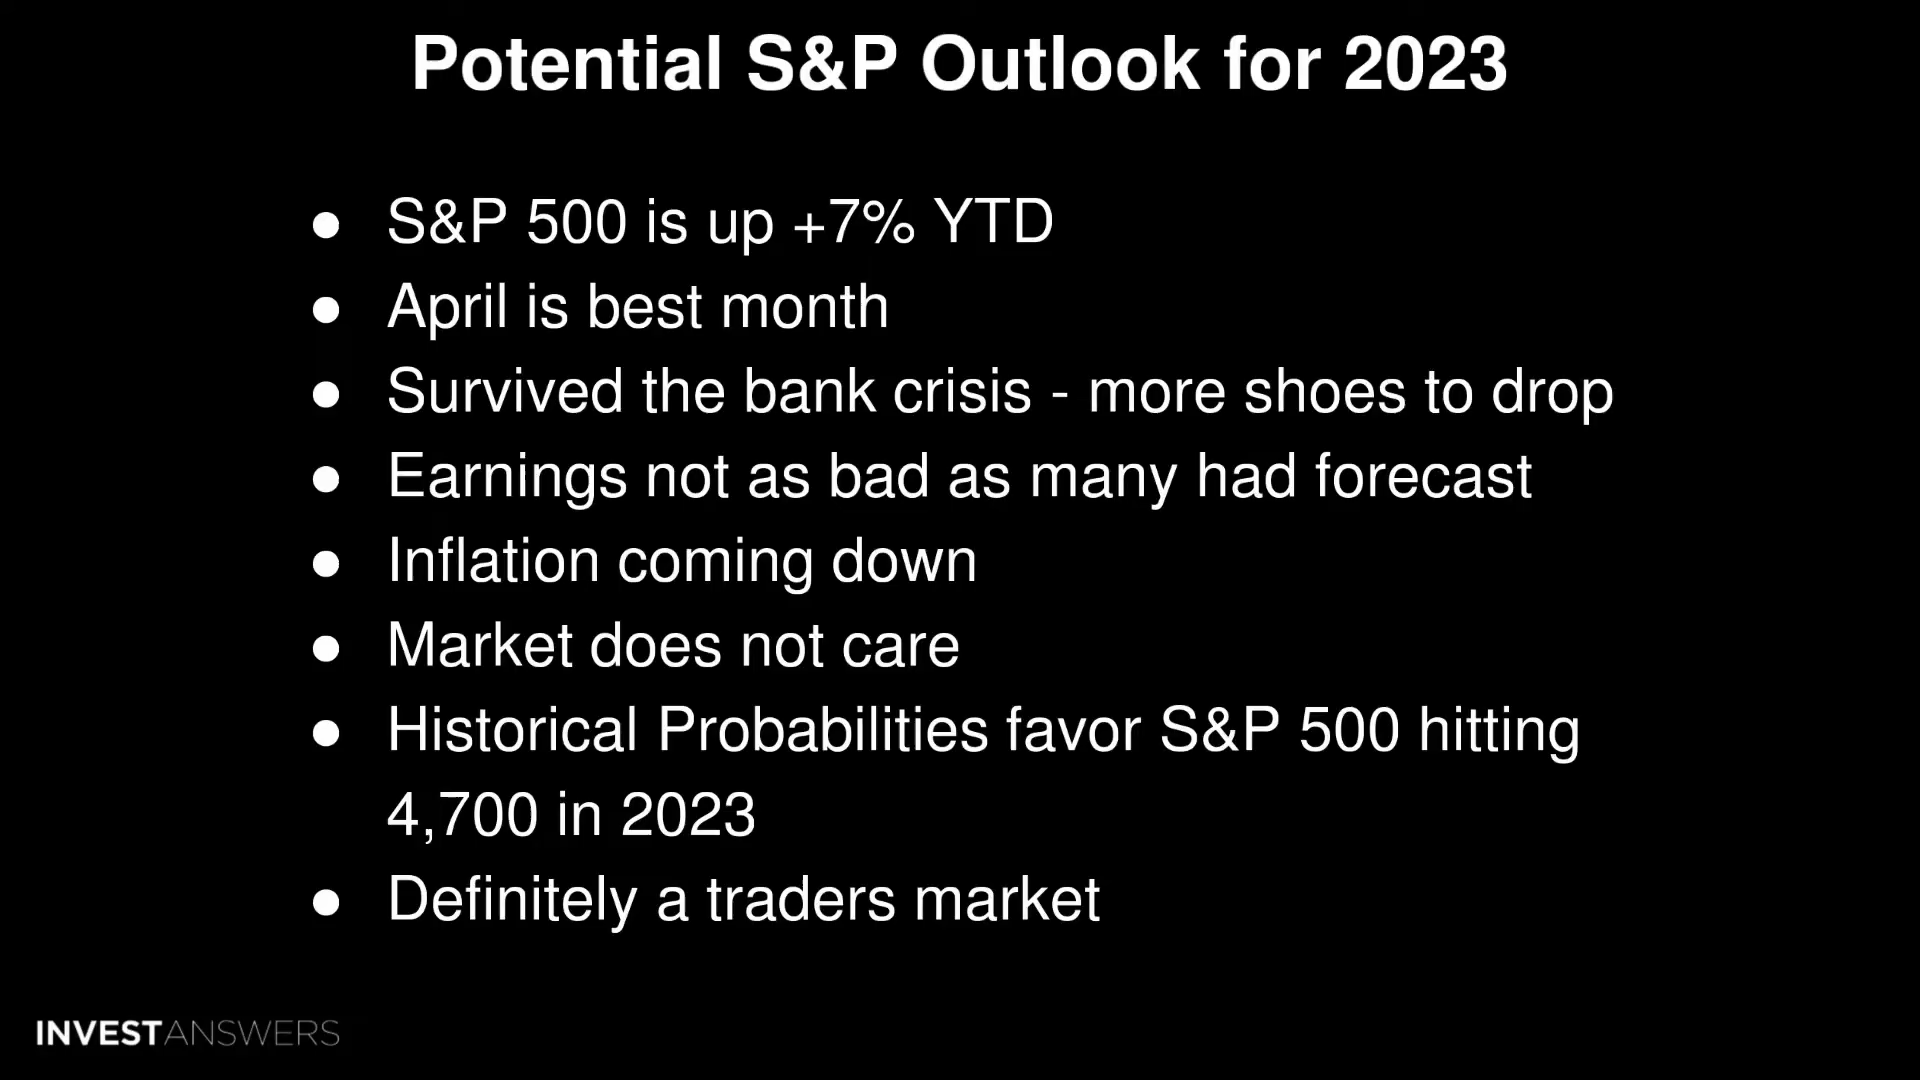 Potential S&P Outlook for 2023
● S&P 500 is up +7% YTD
● April is best month
● Survived the bank crisis - more shoes to drop
● Earnings not as bad as many had forecast
● Inflation coming down
● Market does not care
● Historical Probabilities favor S&P 500 hitting
4,700 in 2023
● Definitely a traders market
INVESTANSWERS